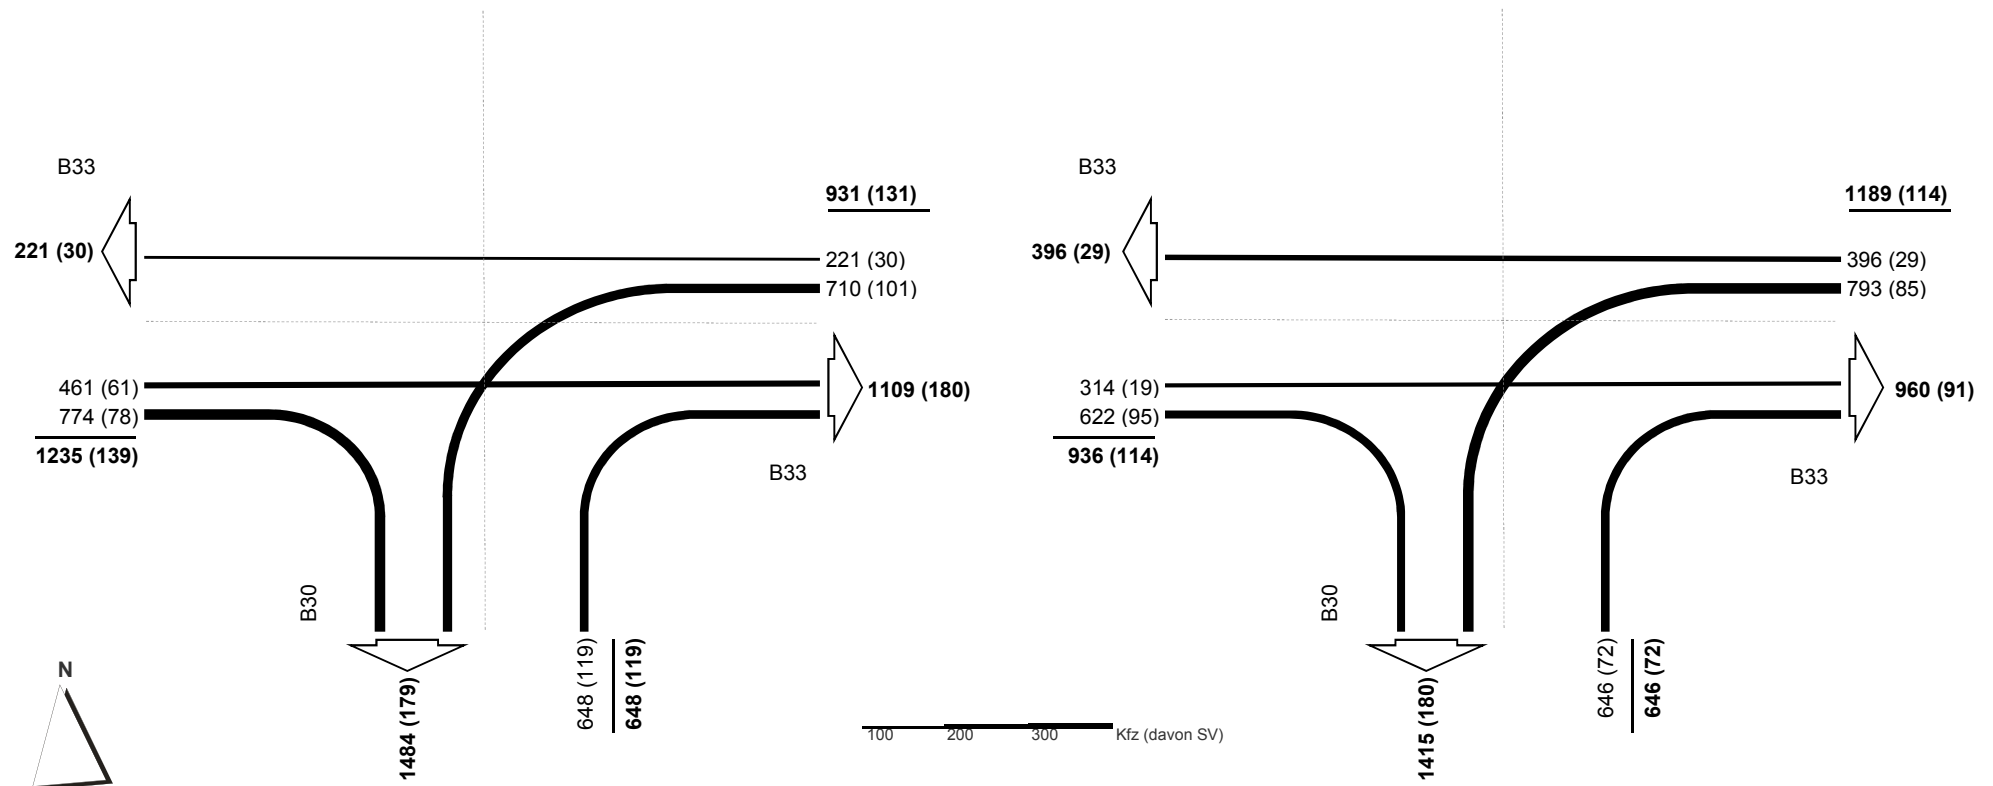 B33
931 (131)
221 (30)
221 (30)
710 (101)
461 (61)
774 (78)
1235 (139)
1109 (180)
B33
B30
1484 (179)
648 (119)
648 (119)
N
B33
1189 (114)
396 (29)
396 (29)
793 (85)
314 (19)
622 (95)
936 (114)
960 (91)
B33
B30
1415 (180)
646 (72)
646 (72)
100 200 300 Kfz (davon SV)